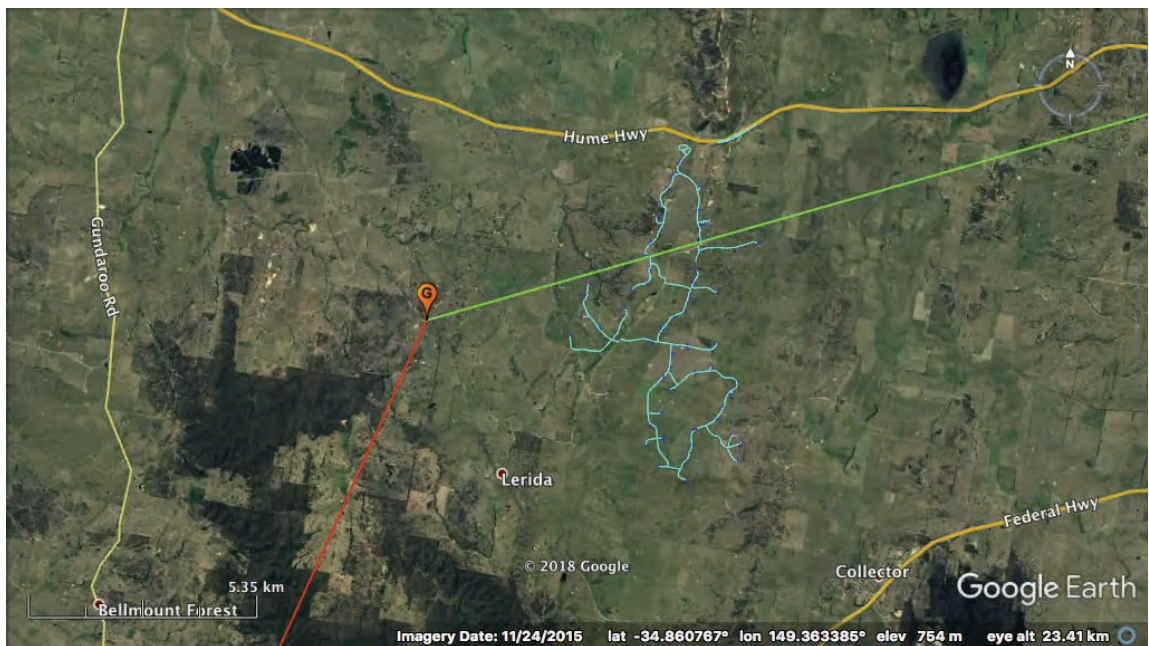 N
Hume Hwy
Gundaroo Rd
G
Lerida
Federal Hwy
© 2018 Google
Collector
Google Earth
5.35 km
Bellmount Forest
Imagery Date: 11/24/2015 lat -34.860767° lon 149.363385° elev 754 m eye alt 23.41 km